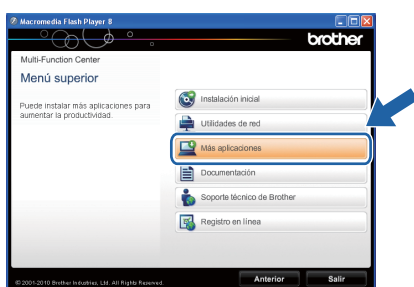 Macromedia Flash Player 8
brother
Multi-Function Center
Menú superior
Puede instalar más aplicaciones para
aumentar la productividad.
Instalación inicial
Utilidades de red
Más aplicaciones
Documentación
Soporte técnico de Brother
Registro en línea
© 2001-2010 Brother Industries, Ltd. All Rights Reserved.
Anterior
Salir